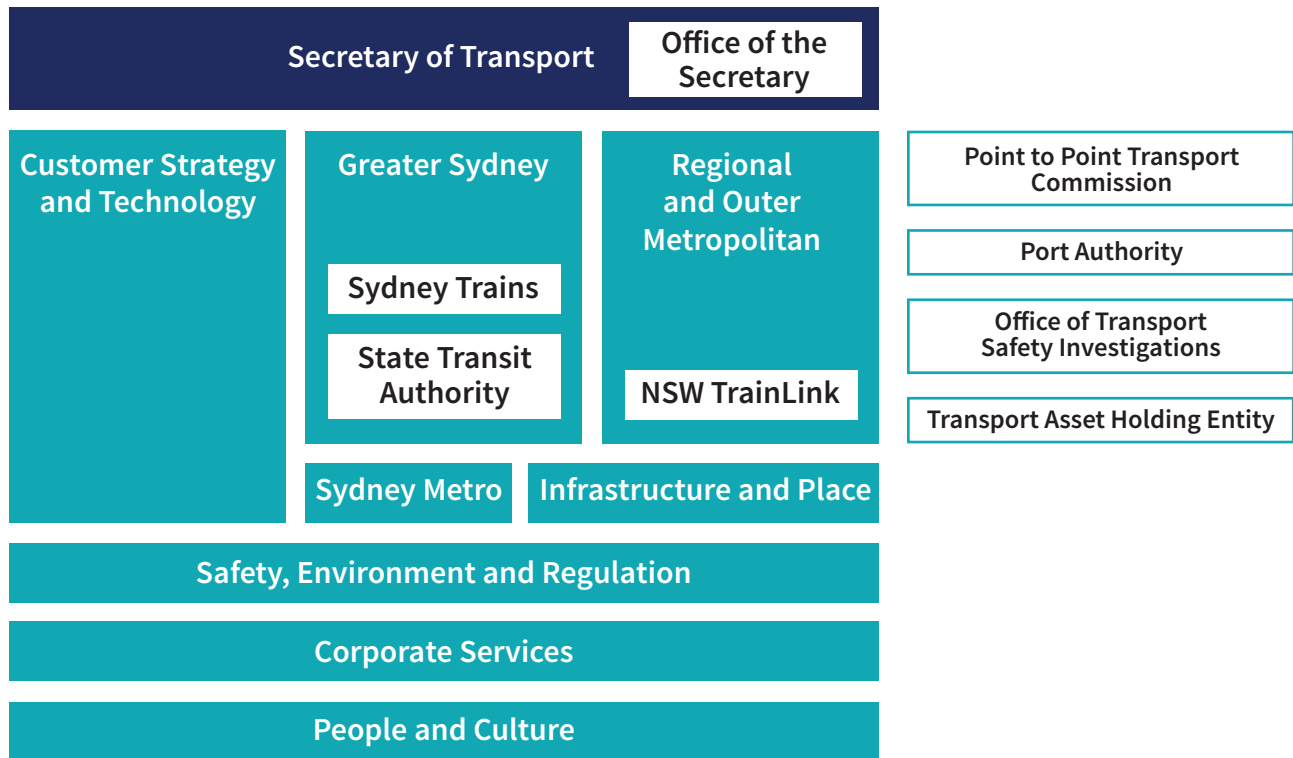 Secretary of Transport
Office of the
Secretary
Customer Strategy
and Technology
Greater Sydney
Sydney Trains
State Transit
Authority
Regional
and Outer
Metropolitan
NSW TrainLink
Point to Point Transport
Commission
Port Authority
Office of Transport
Safety Investigations
Transport Asset Holding Entity
Sydney Metro
Infrastructure and Place
Safety, Environment and Regulation
Corporate Services
People and Culture